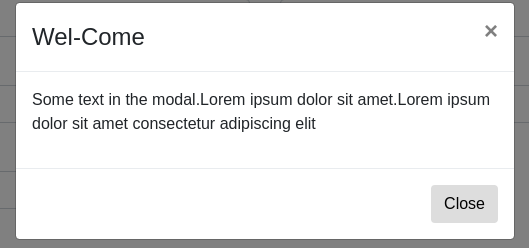 Wel-Come
×
Some text in the modal.Lorem ipsum dolor sit amet.Lorem ipsum
dolor sit amet consectetur adipiscing elit
Close